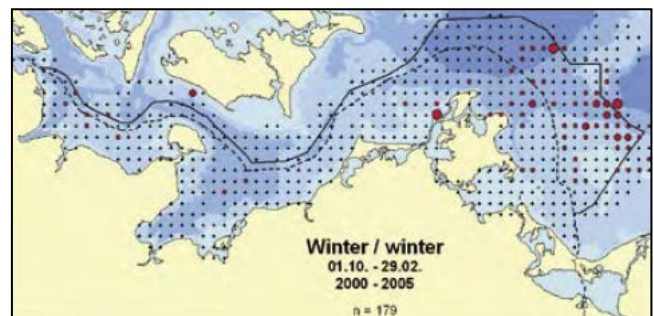 Winter / winter
01.10. - 29.02.
2000 - 2005
n = 179